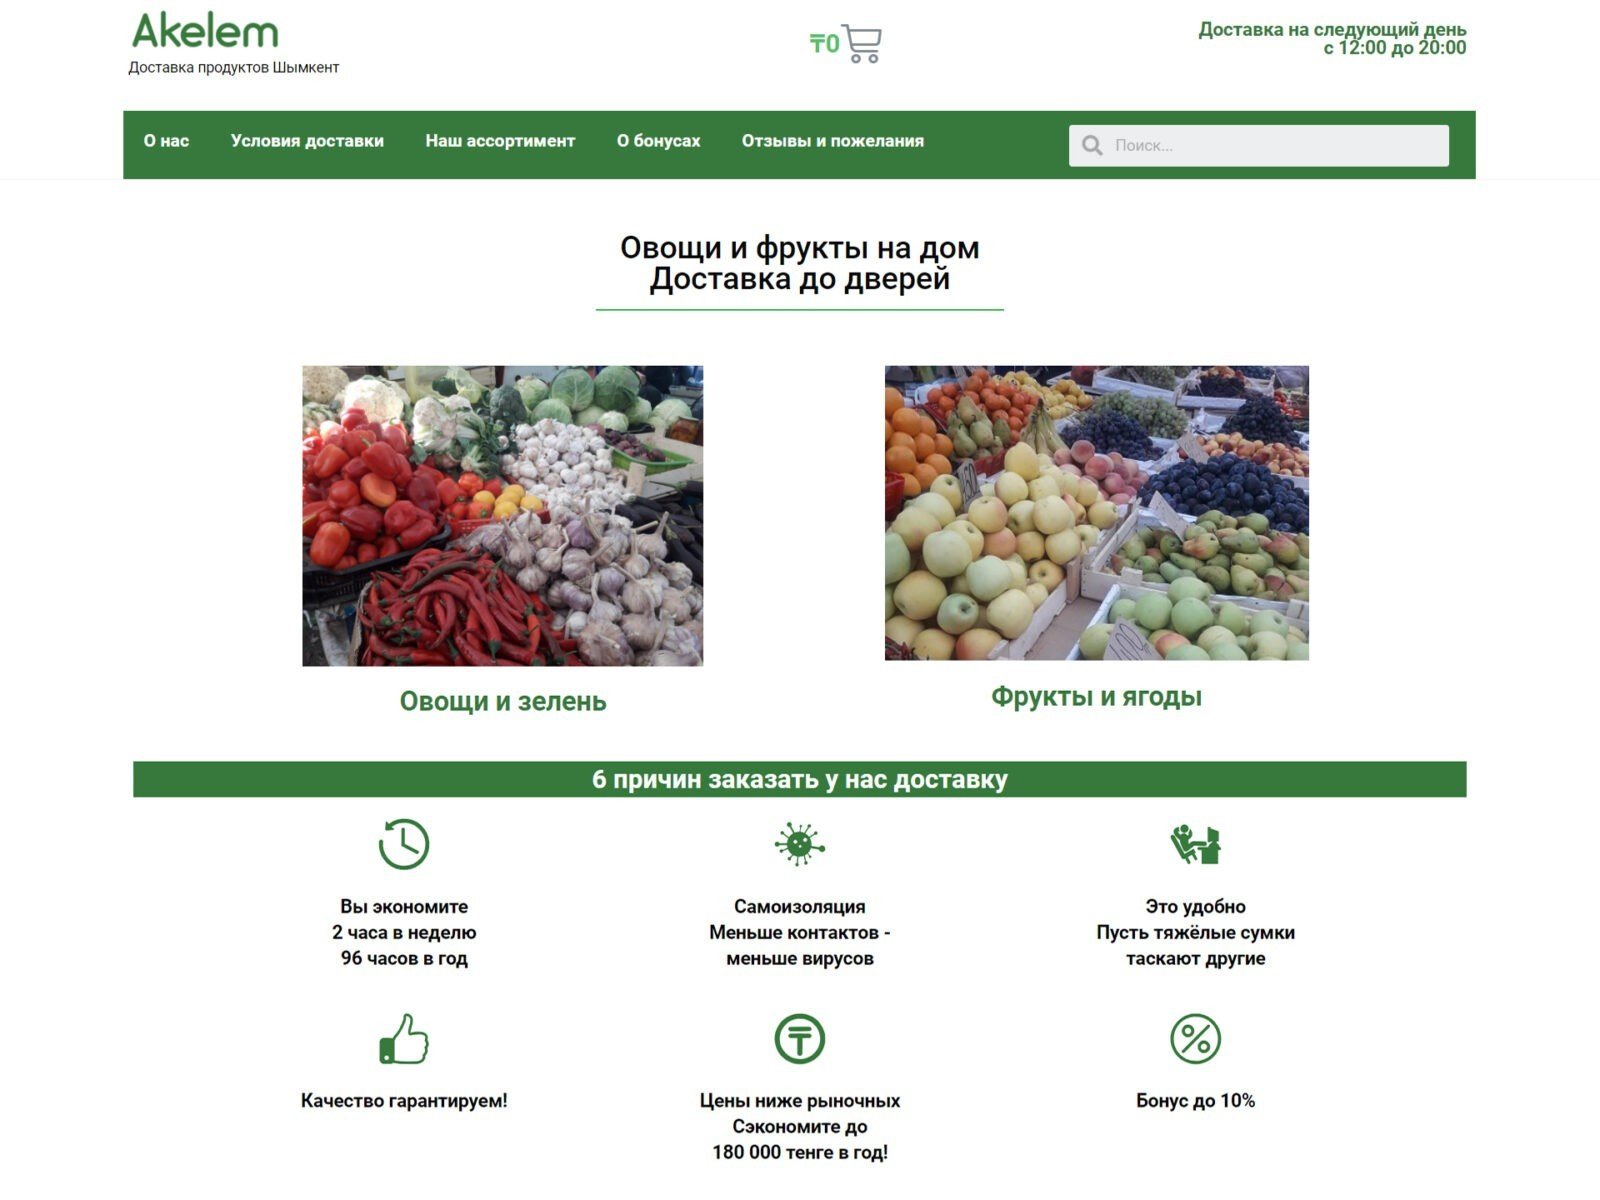 Akelem
Доставка продуктов Шымкент
₸0
Доставка на следующий день
с 12:00 до 20:00
О нас
Условия доставки
Наш ассортимент
О бонусах
Отзывы и пожелания
Поиск...
Овощи и фрукты на дом
Доставка до дверей
Овощи и зелень
Фрукты и ягоды
6 причин заказать у нас доставку
Вы экономите
2 часа в неделю
96 часов в год
Самоизоляция
Меньше контактов -
меньше вирусов
Это удобно
Пусть тяжёлые сумки
таскают другие
Качество гарантируем!
₸
Цены ниже рыночных
Сэкономите до
180 000 тенге в год!
%
Бонус до 10%